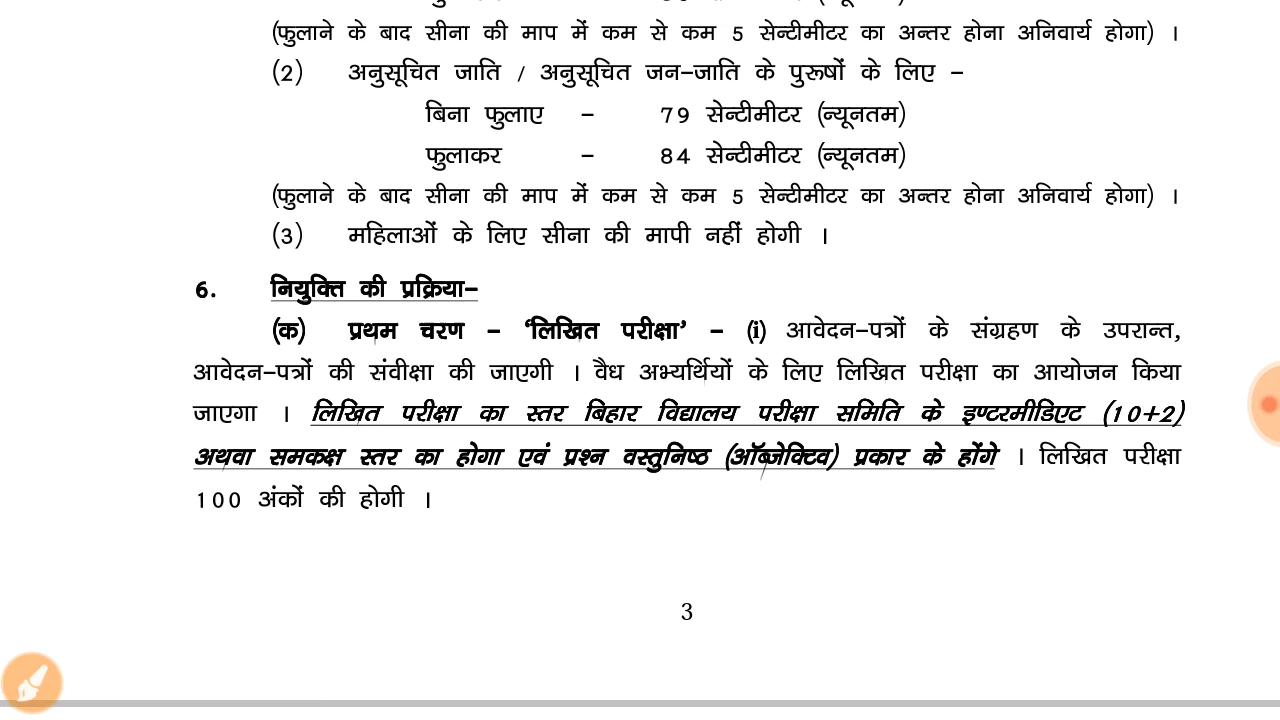 (फुलाने के बाद सीना की माप में कम से कम 5 सेन्टीमीटर का अन्तर होना अनिवार्य होगा) ।
(2) अनुसूचित जाति / अनुसूचित जन-जाति के पुरूषों के लिए -
बिना फुलाए - 79 सेन्टीमीटर (न्यूनतम)
फुलाकर - 84 सेन्टीमीटर (न्यूनतम)
(फुलाने के बाद सीना की माप में कम से कम 5 सेन्टीमीटर का अन्तर होना अनिवार्य होगा) ।
(3) महिलाओं के लिए सीना की मापी नहीं होगी ।
6. नियुक्ति की प्रक्रिया-
(क) प्रथम चरण - ‘लिखित परीक्षा’ - (i) आवेदन-पत्रों के संग्रहण के उपरान्त,
आवेदन-पत्रों की संवीक्षा की जाएगी । वैध अभ्यर्थियों के लिए लिखित परीक्षा का आयोजन किया
जाएगा । लिखित परीक्षा का स्तर बिहार विद्यालय परीक्षा समिति के इण्टरमीडिएट (10+2)
अथवा समकक्ष स्तर का होगा एवं प्रश्न वस्तुनिष्ठ (ऑब्जेक्टिव) प्रकार के होंगे । लिखित परीक्षा
100 अंकों की होगी ।
3